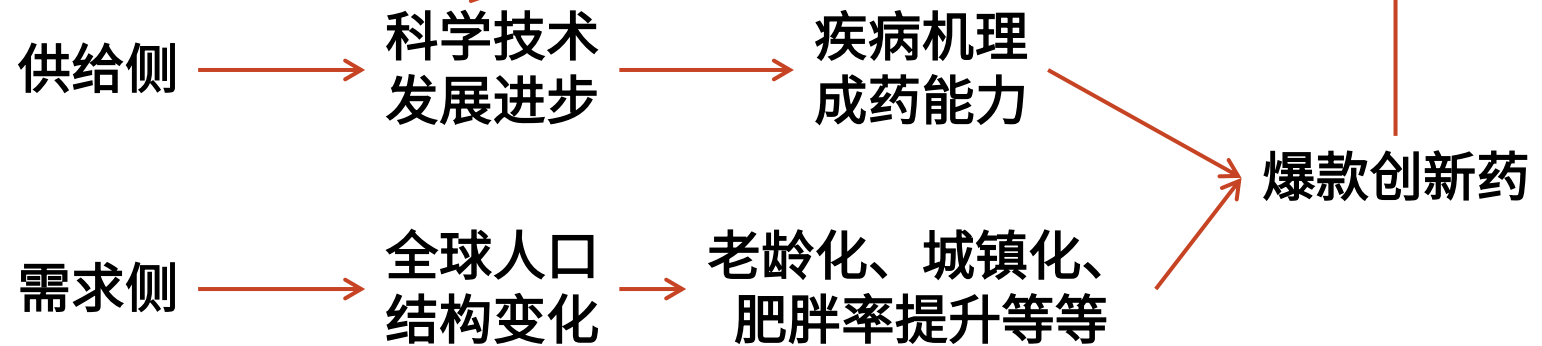 供给侧
科学技术
发展进步
疾病机理
成药能力
爆款创新药
需求侧
全球人口
结构变化
老龄化、城镇化、
肥胖率提升等等